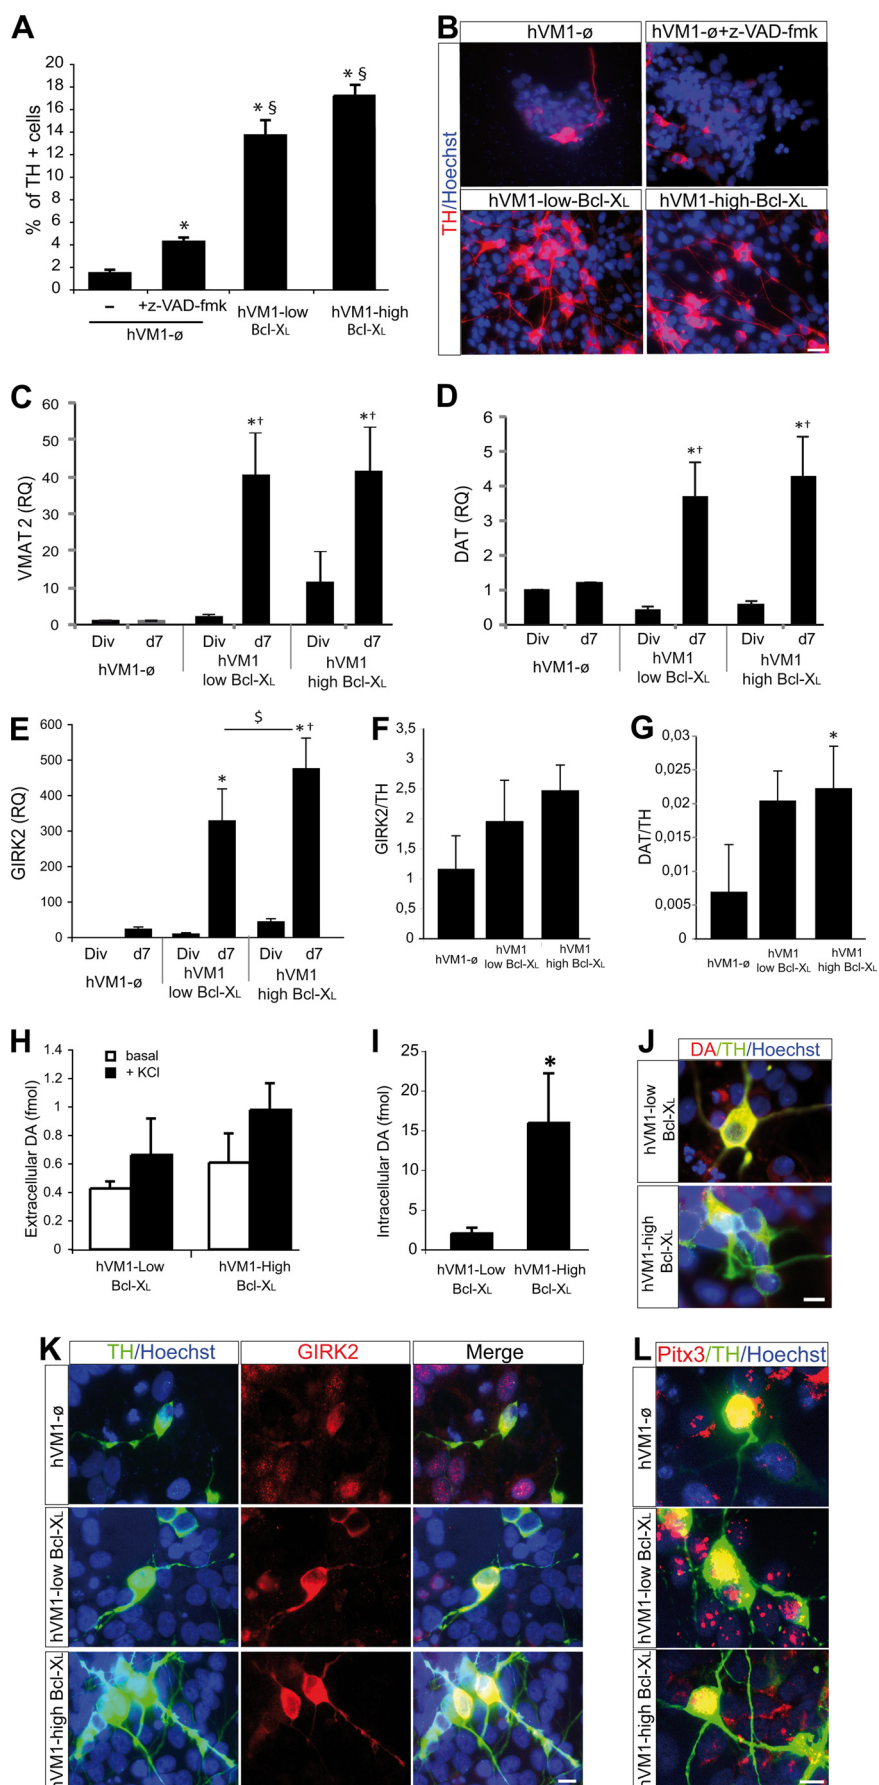 A
% of TH + cells
20
18
16
14
12
10
8
6
4
2
0
*
* §
* §
–
+z-VAD-fmk
hVM1-ø
hVM1-low
Bcl-XL
hVM1-high
Bcl-XL
B
TH/Hoechst
hVM1-ø
hVM1-ø+z-VAD-fmk
hVM1-low-Bcl-XL
hVM1-high-Bcl-XL
C
VMAT 2 (RQ)
60
50
40
30
20
10
0
*†
*†
Div d7 Div d7 Div d7
hVM1-ø
hVM1
low Bcl-XL
hVM1
high Bcl-XL
D
DAT (RQ)
6
5
4
3
2
1
0
*†
*†
Div d7 Div d7 Div d7
hVM1-ø
hVM1
low Bcl-XL
hVM1
high Bcl-XL
E
GIRK2 (RQ)
600
500
400
300
200
100
0
$
*
*†
Div d7 Div d7 Div d7
hVM1-ø
hVM1
low Bcl-XL
hVM1
high Bcl-XL
F
GIRK2/TH
3,5
3
2,5
2
1,5
1
0,5
0
hVM1-ø
hVM1
low Bcl-XL
hVM1
high Bcl-XL
G
DAT/TH
0,03
0,025
0,02
0,015
0,01
0,005
0
*
hVM1-ø
hVM1
low Bcl-XL
hVM1
high Bcl-XL
H
Extracellular DA (fmol)
1.4
1.2
1
0.8
0.6
0.4
0.2
0
basal
+ KCl
hVM1-Low
Bcl-XL
hVM1-High
Bcl-XL
I
Intracellular DA (fmol)
25
20
15
10
5
0
*
hVM1-Low
Bcl-XL
hVM1-High
Bcl-XL
J
DA/TH/Hoechst
hVM1-low
Bcl-XL
hVM1-high
Bcl-XL
K
TH/Hoechst
GIRK2
Merge
hVM1-ø
hVM1-low Bcl-XL
hVM1-high Bcl-XL
L
Pitx3/TH/Hoechst
hVM1-ø
hVM1-low Bcl-XL
hVM1-high Bcl-XL